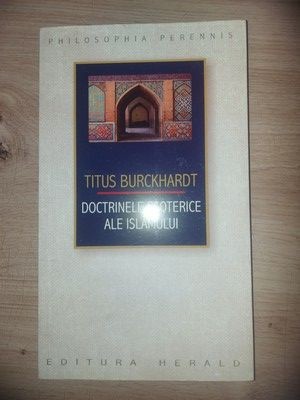 PHILOSOPHIA PERENNIS
TITUS BURCKHARDT
DOCTRINELE ESOTERICE
ALE ISLAMULUI
EDITURA HERALD